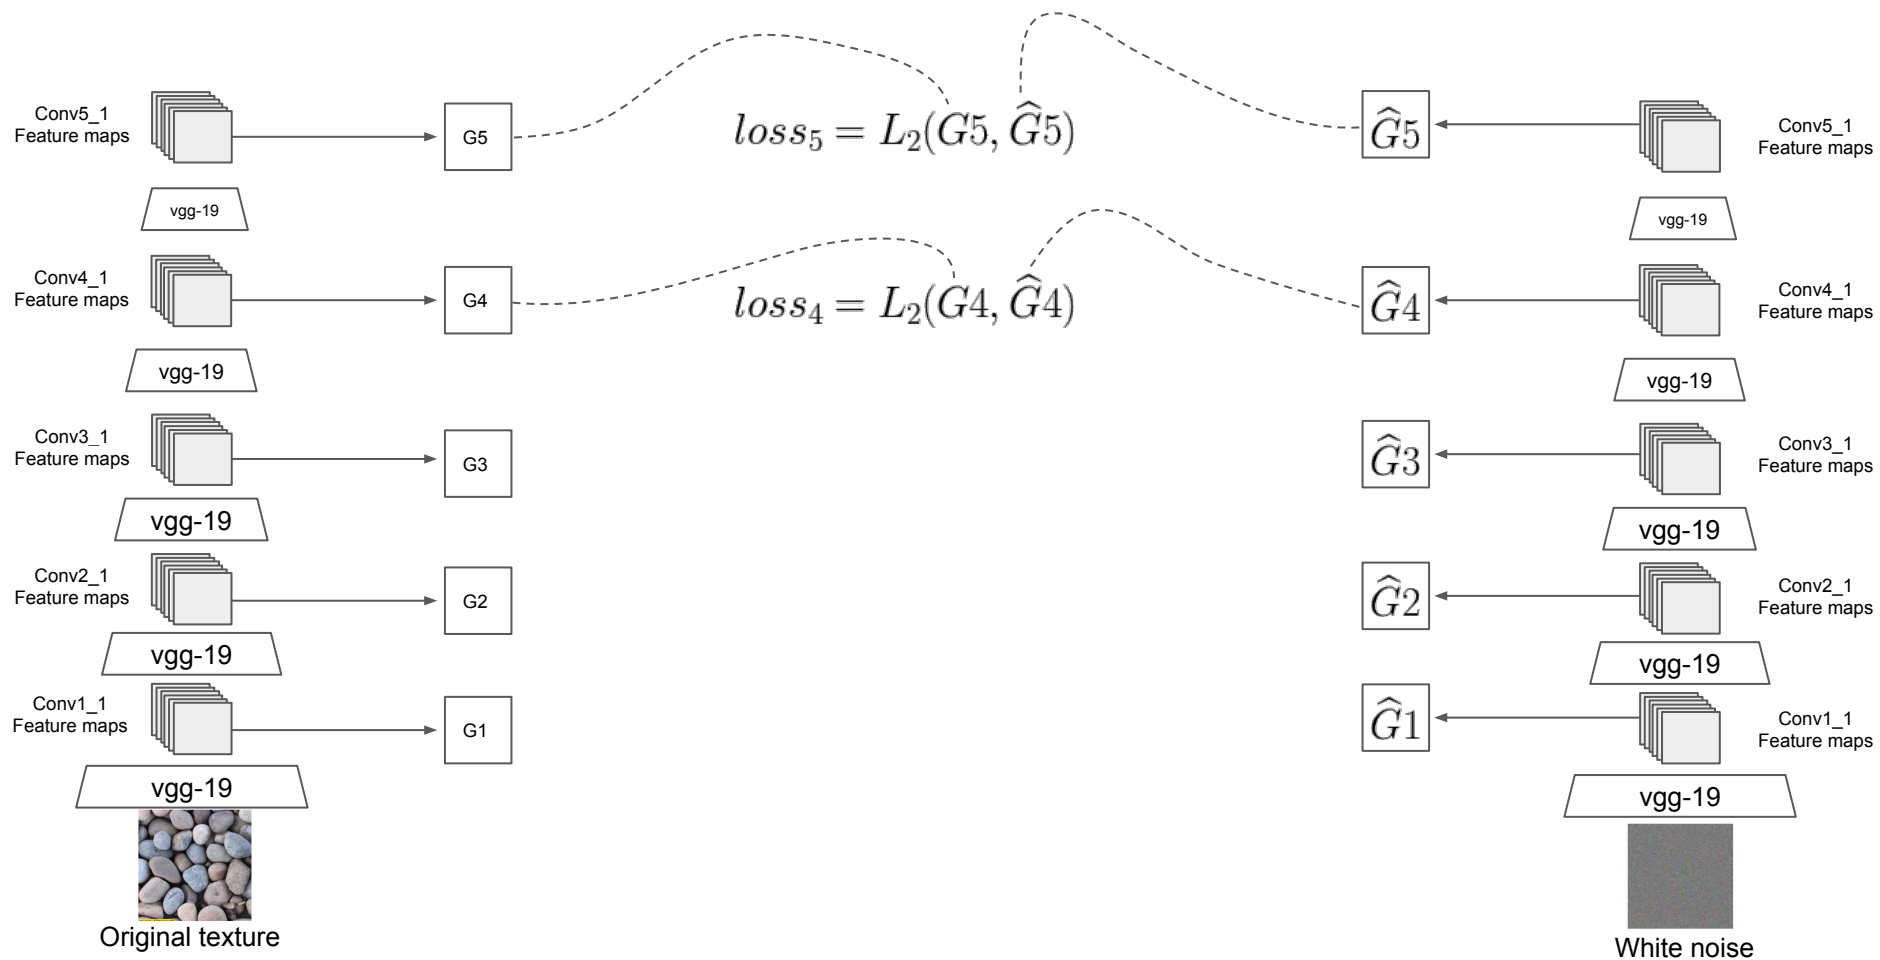 Conv5_1
Feature maps
G5
loss₅ = L₂(G5, Ĝ5)
Ĝ5
Conv5_1
Feature maps
vgg-19
vgg-19
Conv4_1
Feature maps
G4
loss₄ = L₂(G4, Ĝ4)
Ĝ4
Conv4_1
Feature maps
vgg-19
vgg-19
Conv3_1
Feature maps
G3
Ĝ3
Conv3_1
Feature maps
vgg-19
vgg-19
Conv2_1
Feature maps
G2
Ĝ2
Conv2_1
Feature maps
vgg-19
vgg-19
Conv1_1
Feature maps
G1
Ĝ1
Conv1_1
Feature maps
vgg-19
vgg-19
Original texture
White noise